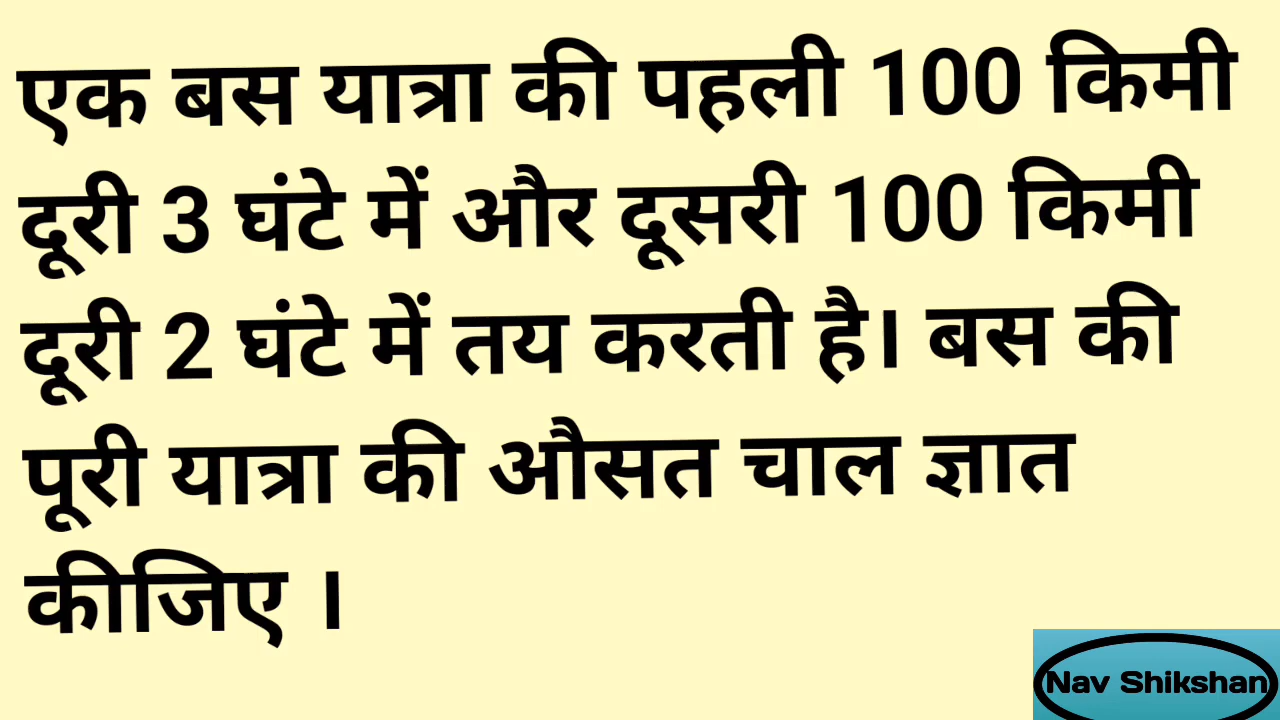 एक बस यात्रा की पहली 100 किमी
दूरी 3 घंटे में और दूसरी 100 किमी
दूरी 2 घंटे में तय करती है। बस की
पूरी यात्रा की औसत चाल ज्ञात
कीजिए ।
Nav Shikshan